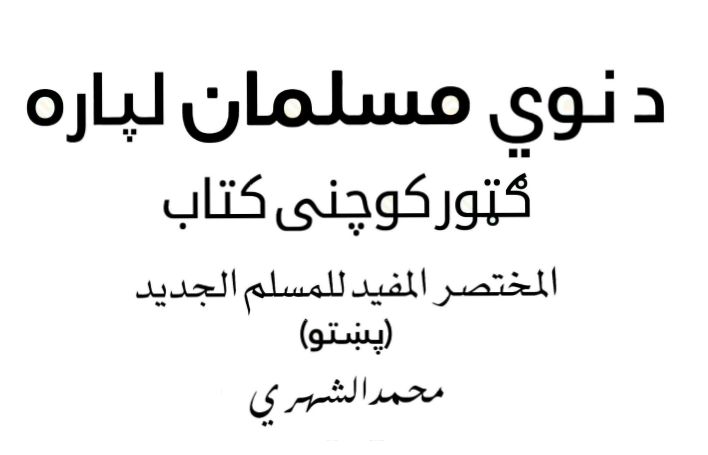 د نوي مسلمان لپاره
ګټور کوچنی کتاب
المختصر المفيد للمسلم الجديد
(پښتو)
محمد الشهري